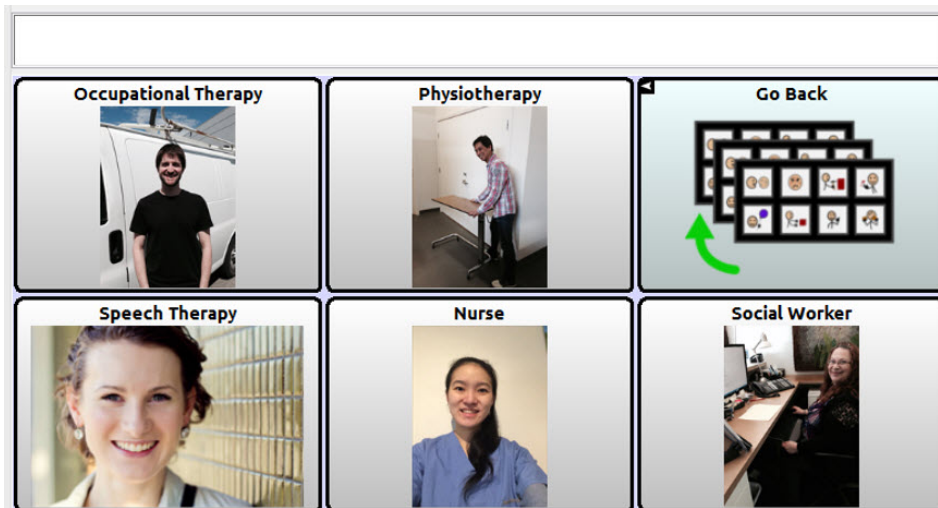 Occupational Therapy
Physiotherapy
Go Back
Speech Therapy
Nurse
Social Worker